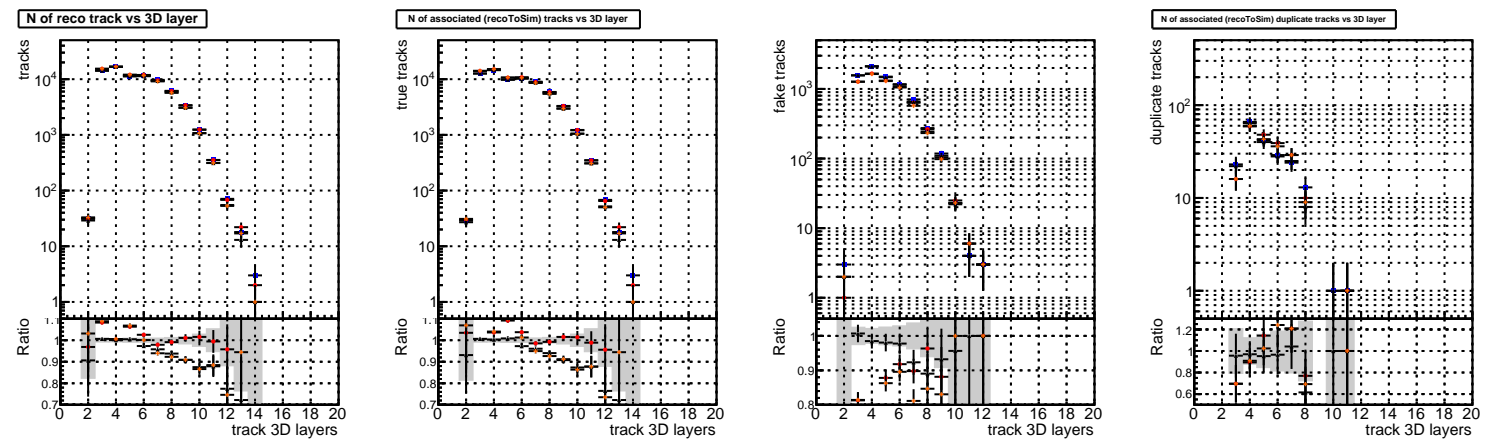 N of reco track vs 3D layer
tracks
10^4
10^3
10^2
10
1
Ratio
1.1
1
0.9
0.8
0.7
0 2 4 6 8 10 12 14 16 18 20
track 3D layers
N of associated (recoToSim) tracks vs 3D layer
true tracks
10^4
10^3
10^2
10
1
Ratio
1.1
1
0.9
0.8
0.7
0 2 4 6 8 10 12 14 16 18 20
track 3D layers
fake tracks
10^3
10^2
10
1
Ratio
1
0.9
0.8
0 2 4 6 8 10 12 14 16 18 20
track 3D layers
N of associated (recoToSim) duplicate tracks vs 3D layer
duplicate tracks
10^2
10
1
Ratio
1.2
1
0.8
0.6
0 2 4 6 8 10 12 14 16 18 20
track 3D layers